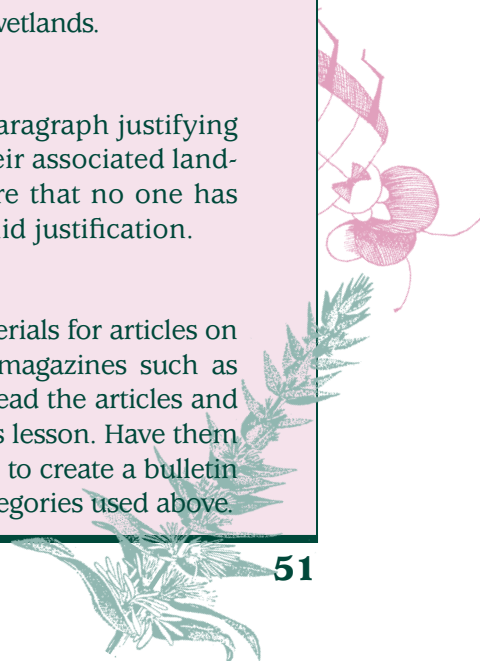 vetlands.
aragraph justifying
eir associated land-
re that no one has
id justification.
erials for articles on
magazines such as
ead the articles and
s lesson. Have them
to create a bulletin
egories used above.
51